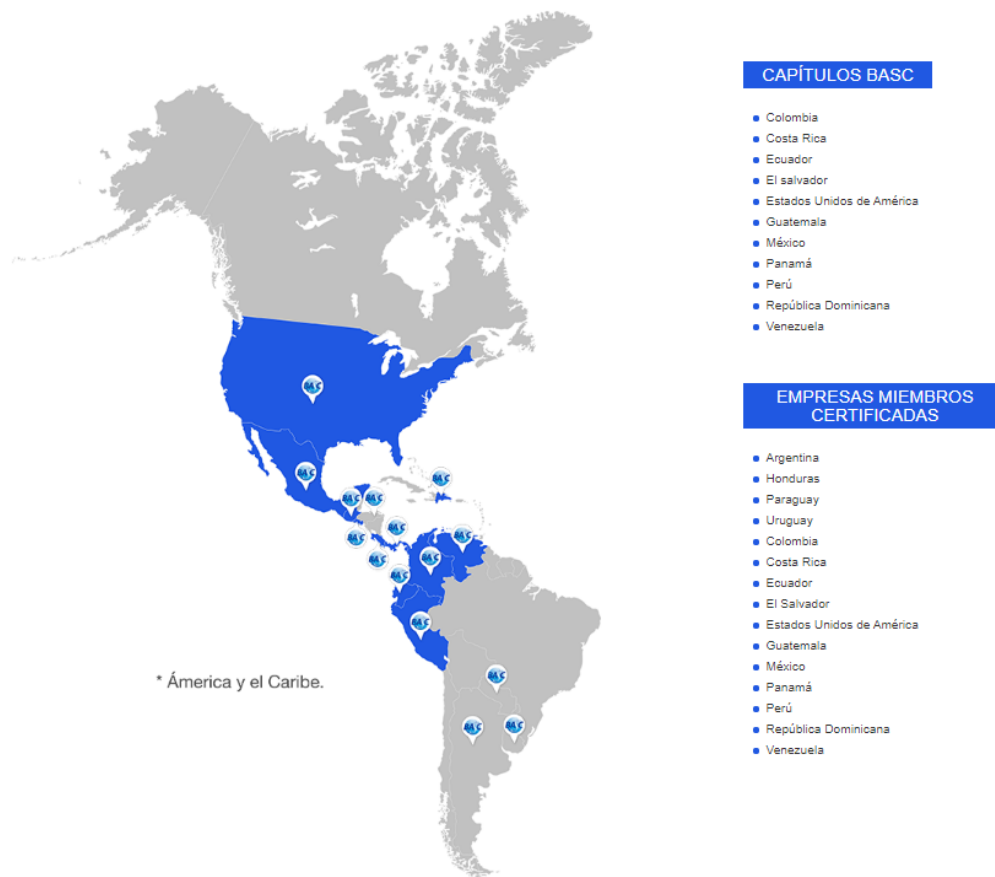 CAPÍTULOS BASC
Colombia
Costa Rica
Ecuador
El salvador
Estados Unidos de América
Guatemala
México
Panamá
Perú
República Dominicana
Venezuela
EMPRESAS MIEMBROS
CERTIFICADAS
Argentina
Honduras
Paraguay
Uruguay
Colombia
Costa Rica
Ecuador
El Salvador
Estados Unidos de América
Guatemala
México
Panamá
Perú
República Dominicana
Venezuela
* Ámerica y el Caribe.